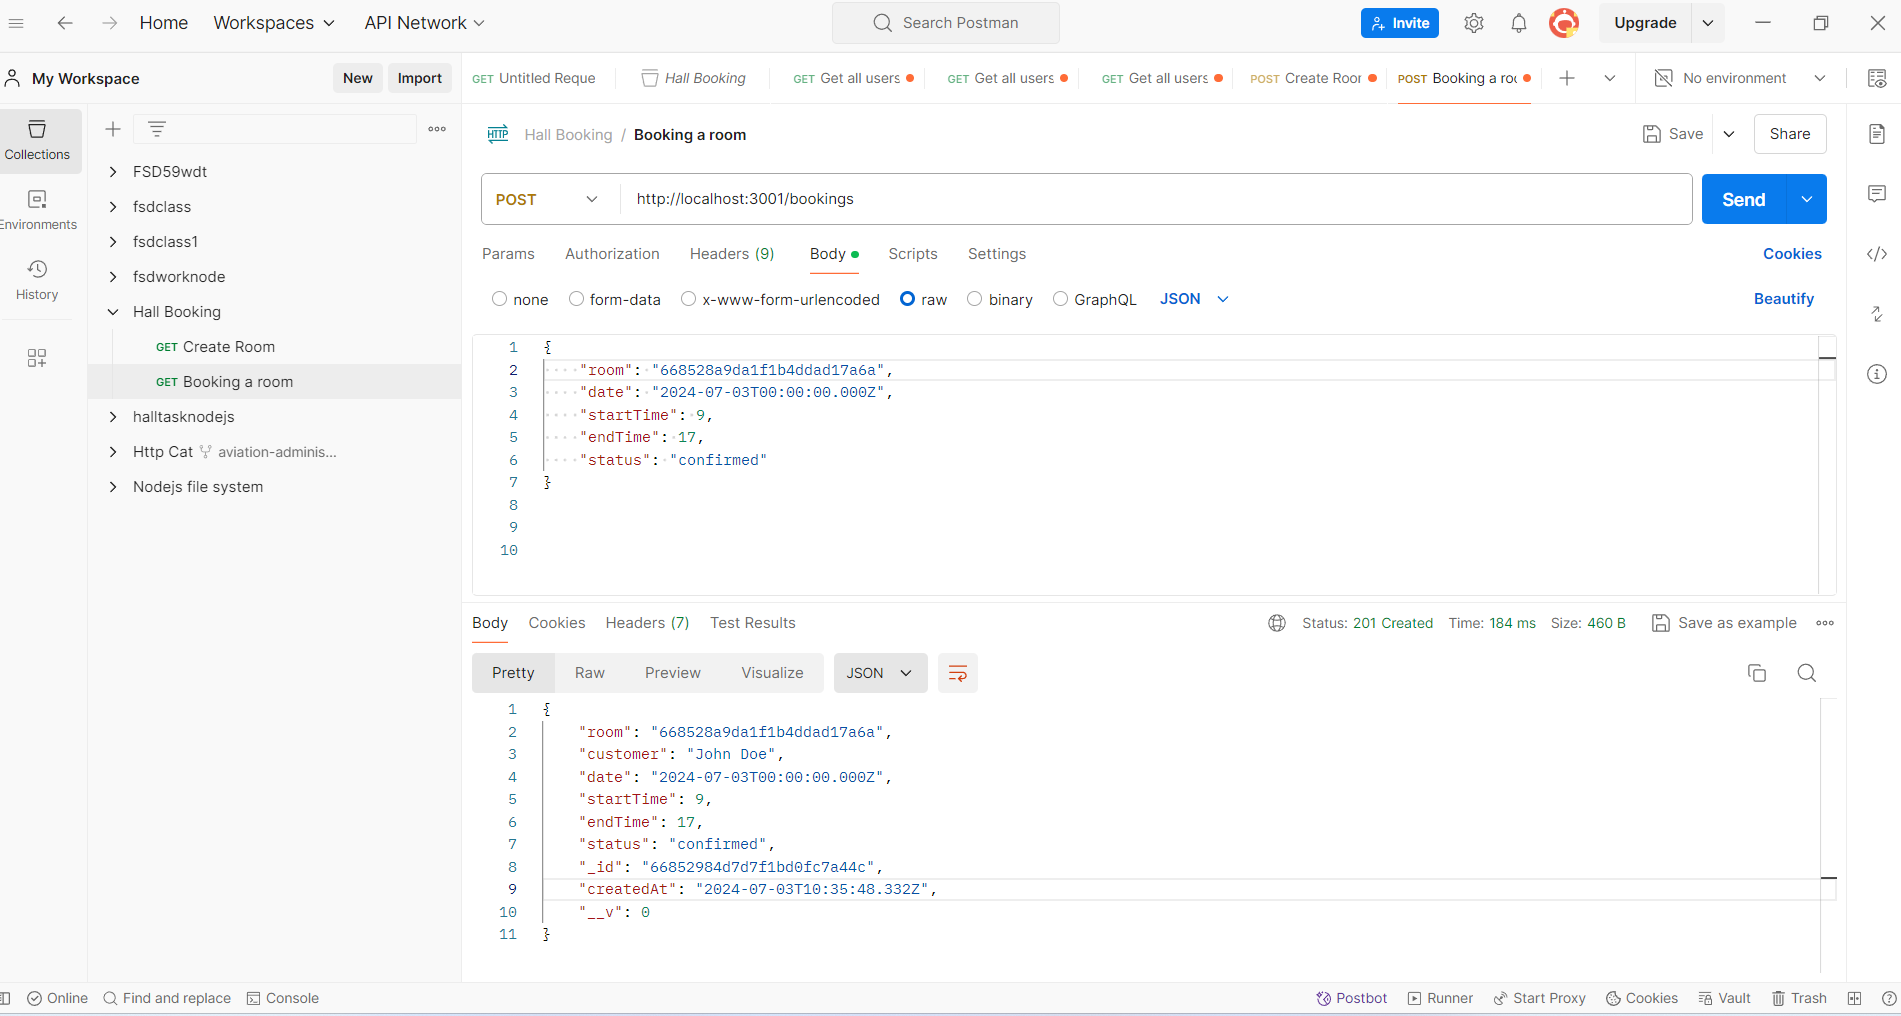 Home Workspaces API Network Search Postman Invite Upgrade
My Workspace New Import GET Untitled Reque Hall Booking GET Get all users GET Get all users GET Get all users POST Create Roor POST Booking a roo No environment
Collections
Environments
History
FSD59wdt
fsdclass
fsdclass1
fsdworknode
Hall Booking
GET Create Room
GET Booking a room
halltasknodejs
Http Cat aviation-adminis...
Nodejs file system
HTTP Hall Booking / Booking a room Save Share
POST http://localhost:3001/bookings Send
Params Authorization Headers (9) Body Scripts Settings Cookies
none form-data x-www-form-urlencoded raw binary GraphQL JSON Beautify
1 {
2 "room": "668528a9da1f1b4ddad17a6a",
3 "date": "2024-07-03T00:00:00.000Z",
4 "startTime": 9,
5 "endTime": 17,
6 "status": "confirmed"
7 }
8
9
10
Body Cookies Headers (7) Test Results Status: 201 Created Time: 184 ms Size: 460 B Save as example
Pretty Raw Preview Visualize JSON
1 {
2 "room": "668528a9da1f1b4ddad17a6a",
3 "customer": "John Doe",
4 "date": "2024-07-03T00:00:00.000Z",
5 "startTime": 9,
6 "endTime": 17,
7 "status": "confirmed",
8 "_id": "66852984d7d7f1bd0fc7a44c",
9 "createdAt": "2024-07-03T10:35:48.332Z",
10 "__v": 0
11 }
Online Find and replace Console Postbot Runner Start Proxy Cookies Vault Trash